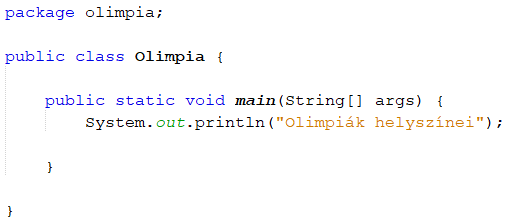 package olimpia;
public class Olimpia {
public static void main(String[] args) {
System.out.println("Olimpiák helyszínei");
}
}